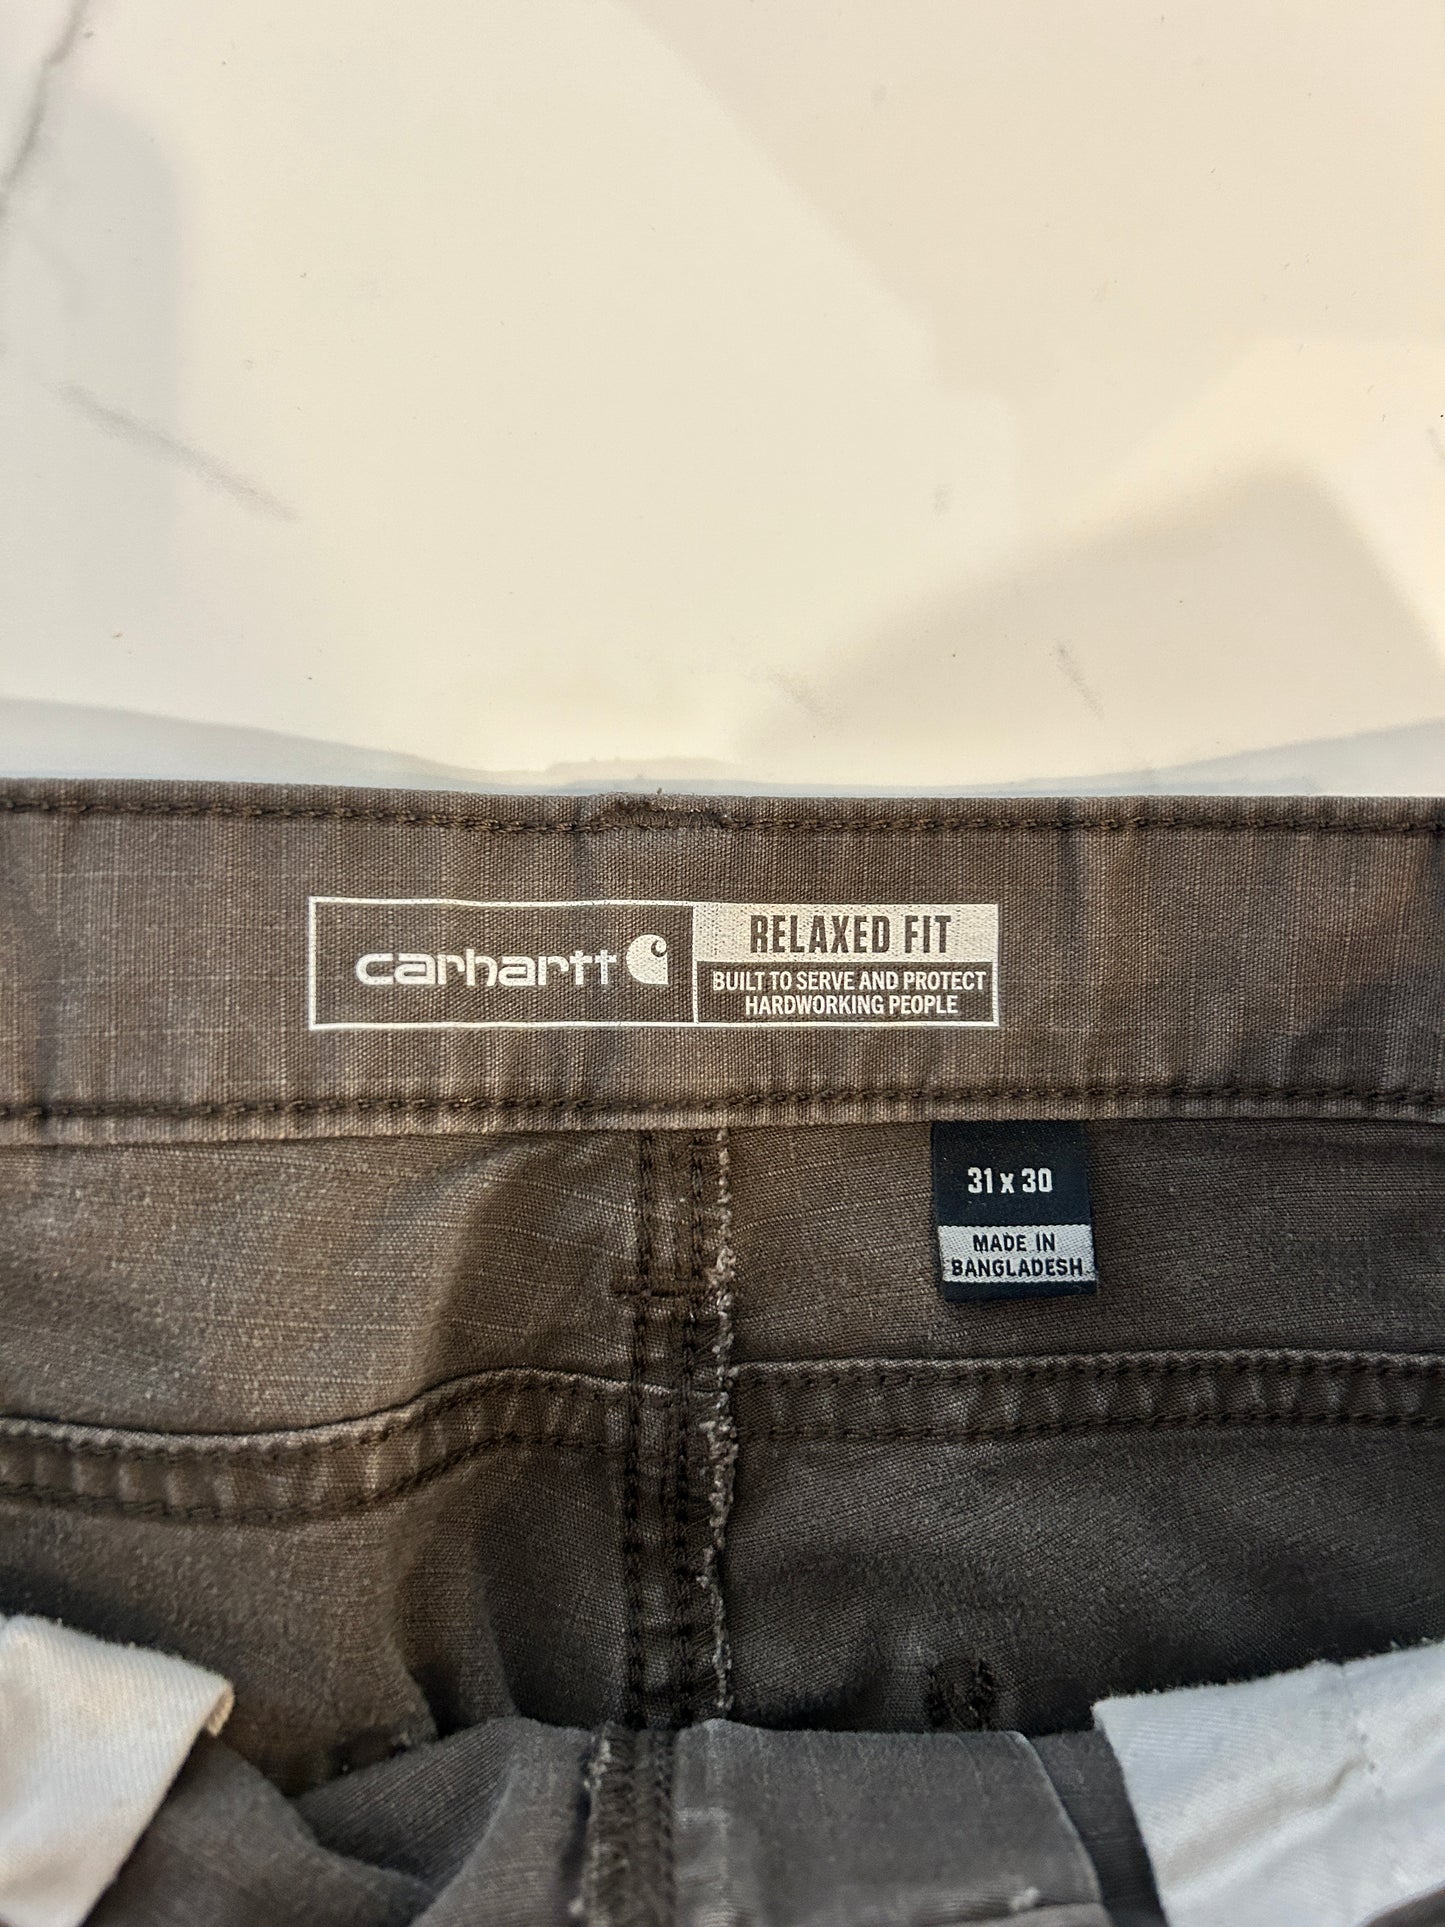 carhartt
RELAXED FIT
BUILT TO SERVE AND PROTECT
HARDWORKING PEOPLE
31 x 30
MADE IN
BANGLADESH